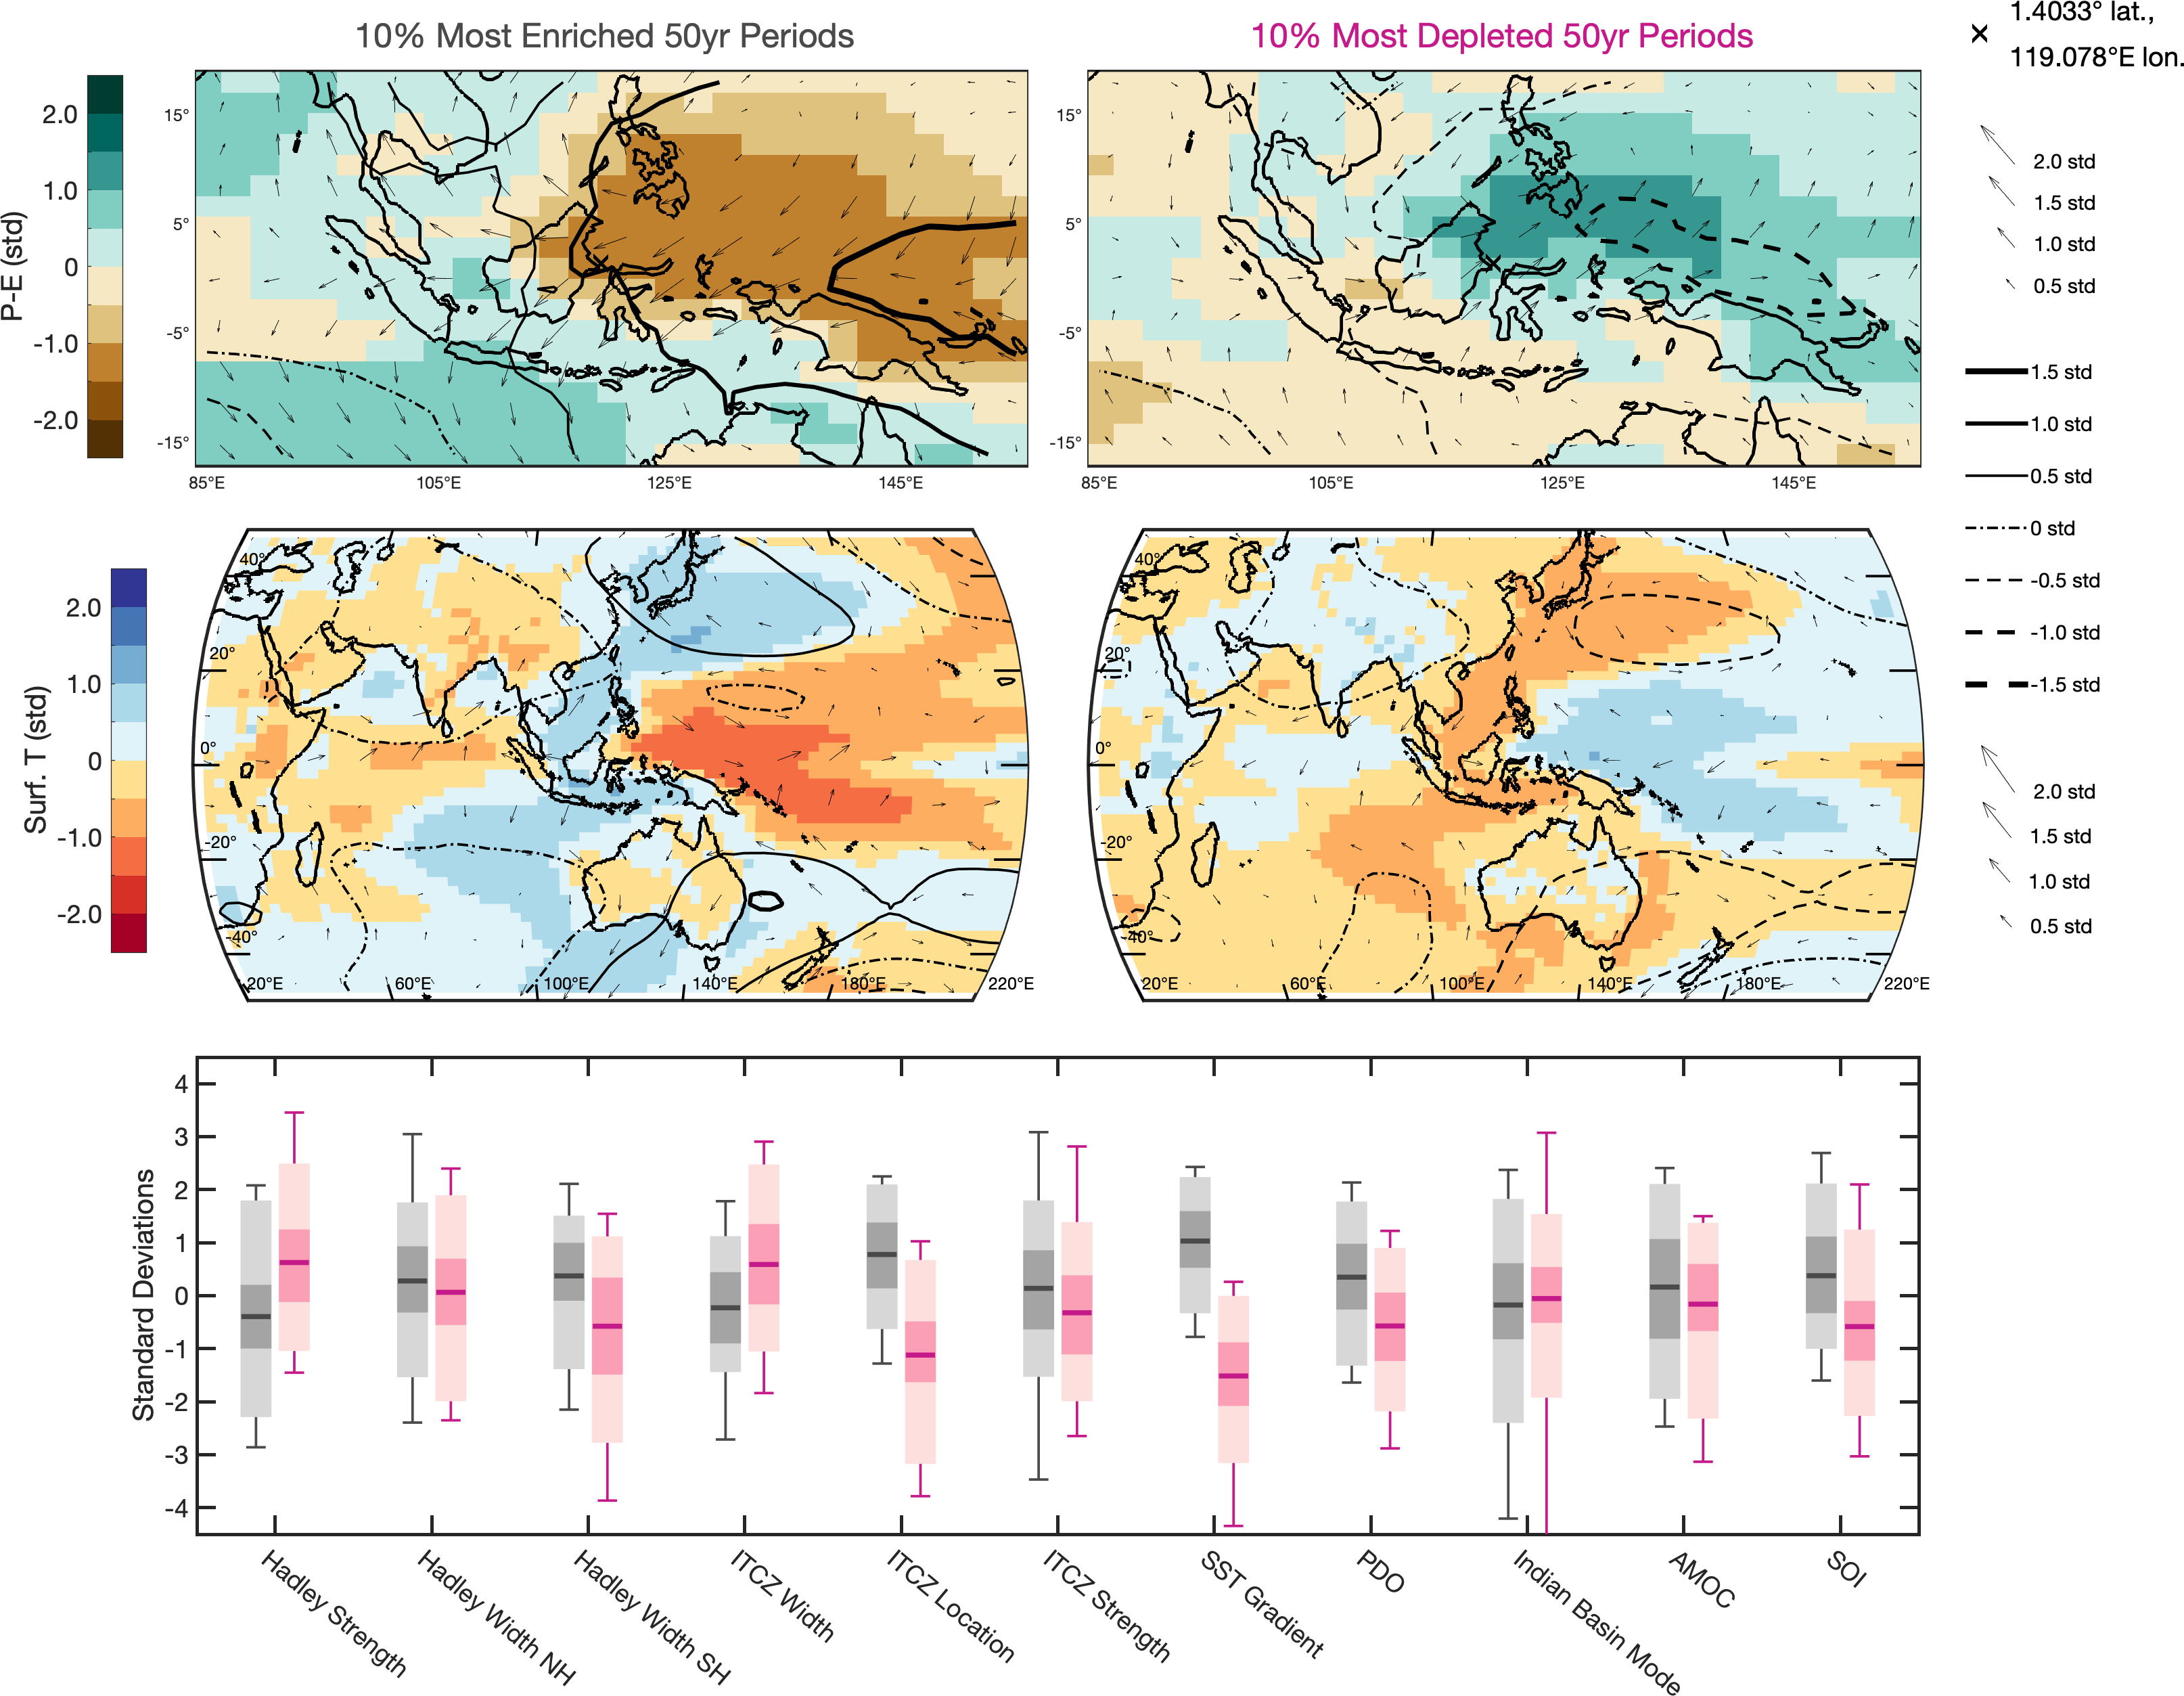 10% Most Enriched 50yr Periods
10% Most Depleted 50yr Periods
1.4033° lat.,
119.078°E lon.
P-E (std)
2.0
1.0
0
-1.0
-2.0
15°
5°
-5°
-15°
85°E
105°E
125°E
145°E
15°
5°
-5°
-15°
85°E
105°E
125°E
145°E
2.0 std
1.5 std
1.0 std
0.5 std
1.5 std
1.0 std
0.5 std
0 std
-0.5 std
-1.0 std
-1.5 std
Surf. T (std)
2.0
1.0
0
-1.0
-2.0
40°
20°
0°
-20°
-40°
20°E
60°E
100°E
140°E
180°E
220°E
40°
20°
0°
-20°
-40°
20°E
60°E
100°E
140°E
180°E
220°E
2.0 std
1.5 std
1.0 std
0.5 std
Standard Deviations
4
3
2
1
0
-1
-2
-3
-4
Hadley Strength
Hadley Width NH
Hadley Width SH
ITCZ Width
ITCZ Location
ITCZ Strength
SST Gradient
PDO
Indian Basin Mode
AMOC
SOI